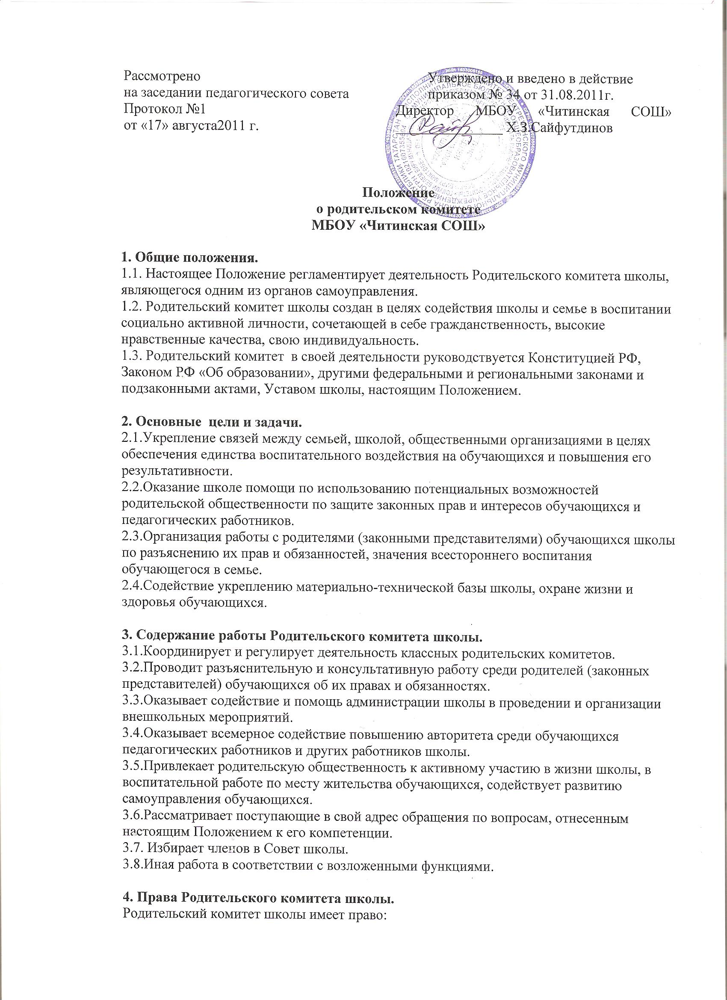 Рассмотрено
на заседании педагогического совета
Протокол №1
от «17» августа2011 г.
Утверждено и введено в действие
приказом № 34 от 31.08.2011г.
Директор МБОУ «Читинская СОШ»
Х.З.Сайфутдинов
Положение
о родительском комитете
МБОУ «Читинская СОШ»
1. Общие положения.
1.1. Настоящее Положение регламентирует деятельность Родительского комитета школы,
являющегося одним из органов самоуправления.
1.2. Родительский комитет школы создан в целях содействия школы и семье в воспитании
социально активной личности, сочетающей в себе гражданственность, высокие
нравственные качества, свою индивидуальность.
1.3. Родительский комитет в своей деятельности руководствуется Конституцией РФ,
Законом РФ «Об образовании», другими федеральными и региональными законами и
подзаконными актами, Уставом школы, настоящим Положением.
2. Основные цели и задачи.
2.1.Укрепление связей между семьей, школой, общественными организациями в целях
обеспечения единства воспитательного воздействия на обучающихся и повышения его
результативности.
2.2.Оказание школе помощи по использованию потенциальных возможностей
родительской общественности по защите законных прав и интересов обучающихся и
педагогических работников.
2.3.Организация работы с родителями (законными представителями) обучающихся школы
по разъяснению их прав и обязанностей, значения всестороннего воспитания
обучающегося в семье.
2.4.Содействие укреплению материально-технической базы школы, охране жизни и
здоровья обучающихся.
3. Содержание работы Родительского комитета школы.
3.1.Координирует и регулирует деятельность классных родительских комитетов.
3.2.Проводит разъяснительную и консультативную работу среди родителей (законных
представителей) обучающихся об их правах и обязанностях.
3.3.Оказывает содействие и помощь администрации школы в проведении и организации
внешкольных мероприятий.
3.4.Оказывает всемерное содействие повышению авторитета среди обучающихся
педагогических работников и других работников школы.
3.5.Привлекает родительскую общественность к активному участию в жизни школы, в
воспитательной работе по месту жительства обучающихся, содействует развитию
самоуправления обучающихся.
3.6.Рассматривает поступающие в свой адрес обращения по вопросам, отнесенным
настоящим Положением к его компетенции.
3.7. Избирает членов в Совет школы.
3.8.Иная работа в соответствии с возложенными функциями.
4. Права Родительского комитета школы.
Родительский комитет школы имеет право: